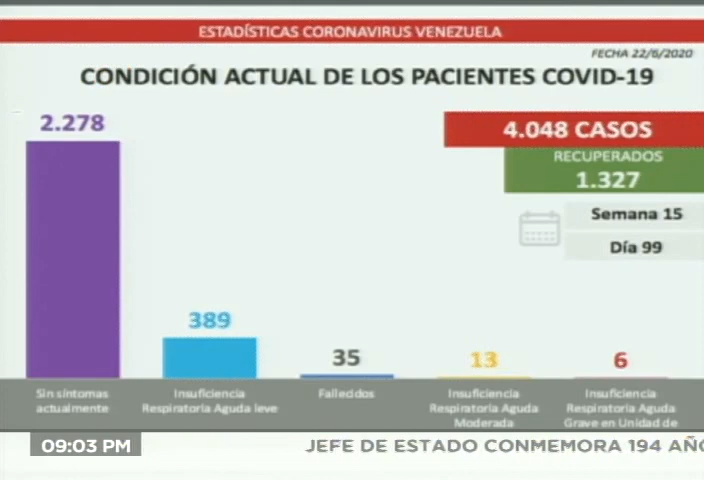 ESTADÍSTICAS CORONAVIRUS VENEZUELA
FECHA 22/6/2020
CONDICIÓN ACTUAL DE LOS PACIENTES COVID-19
2.278
4.048 CASOS
RECUPERADOS
1.327
Semana 15
Día 99
389
35
13
6
Sin síntomas
actualmente
Insuficiencia
Respiratoria Aguda leve
Fallecidos
Insuficiencia
Respiratoria Aguda
Moderada
Insuficiencia
Respiratoria Aguda
Grave en Unidad de
09:03 PM
JEFE DE ESTADO CONMEMORA 194 AÑO